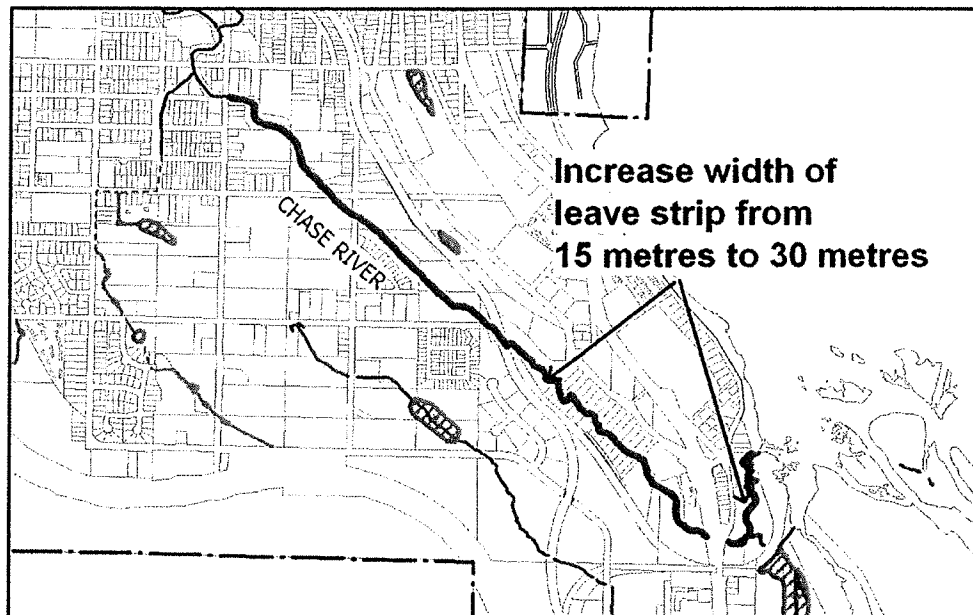 Increase width of
leave strip from
15 metres to 30 metres
CHASE RIVER